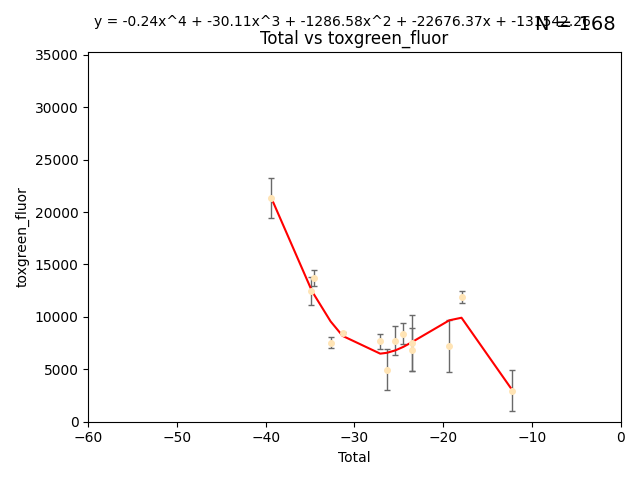 y = -0.24x^4 + -30.11x^3 + -1286.58x^2 + -22676.37x + -131542.26
N = 168
Total vs toxgreen_fluor
35000
30000
25000
20000
15000
10000
5000
0
toxgreen_fluor
−60 −50 −40 −30 −20 −10 0
Total